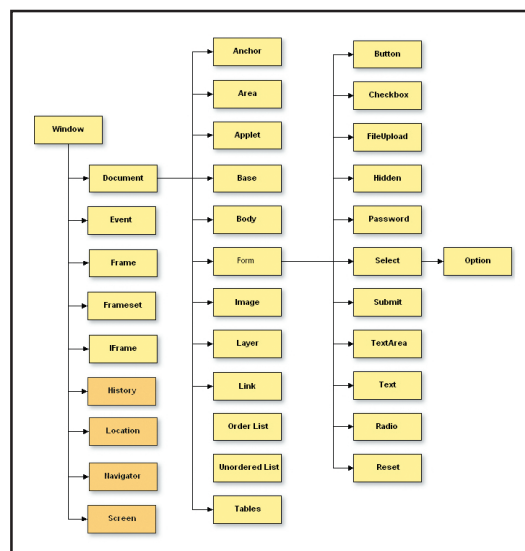 Window
Document
Event
Frame
Frameset
IFrame
History
Location
Navigator
Screen
Anchor
Area
Applet
Base
Body
Form
Image
Layer
Link
Order List
Unordered List
Tables
Button
Checkbox
FileUpload
Hidden
Password
Select
Submit
TextArea
Text
Radio
Reset
Option